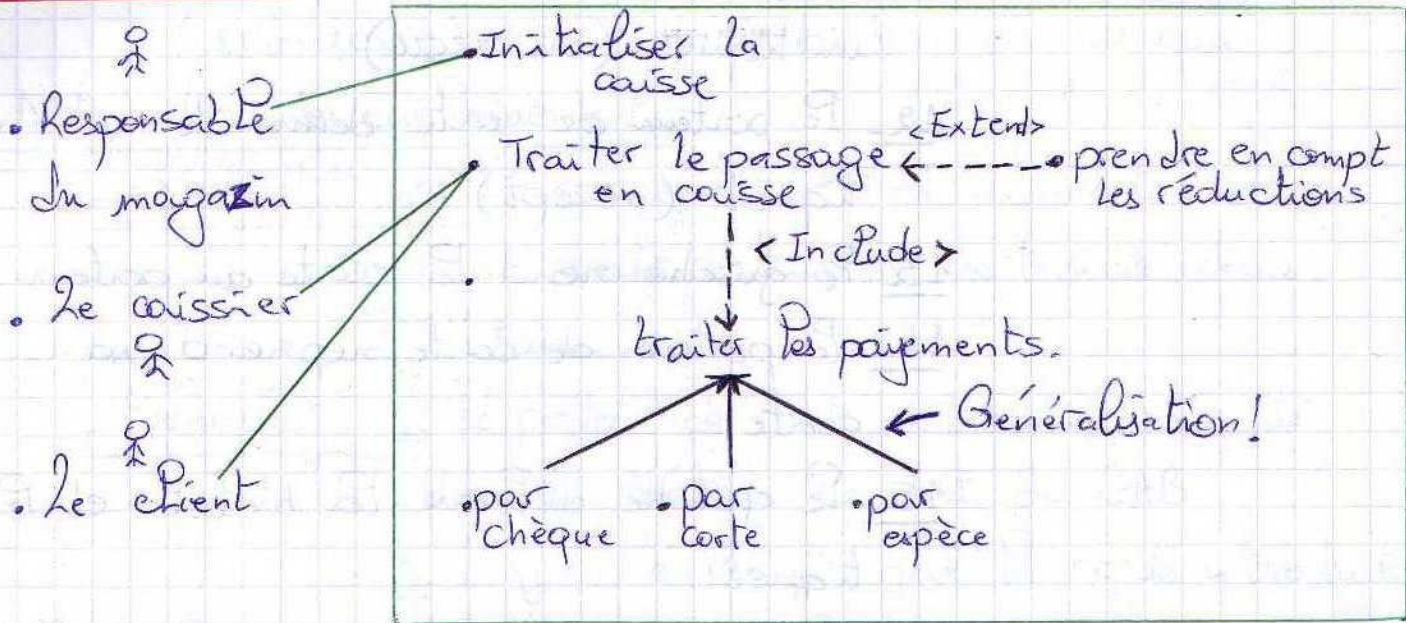 • Responsable
du magazin
• Le caissier
• Le client
• Initialiser la
caisse
• Traiter le passage
en caisse
<Extend>
• prendre en compt
les réductions
<Include>
traiter les payements.
Généralisation!
• par
chèque
• par
carte
• par
espèce